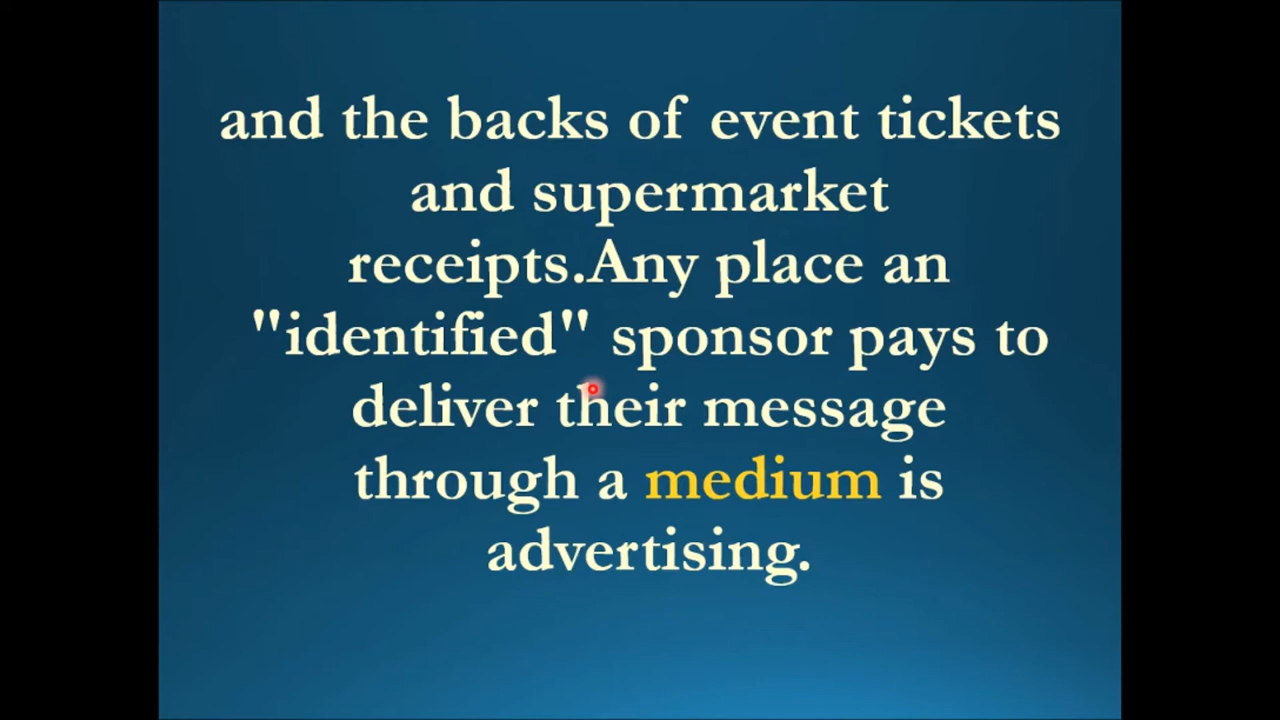 and the backs of event tickets
and supermarket
receipts.Any place an
"identified" sponsor pays to
deliver their message
through a medium is
advertising.